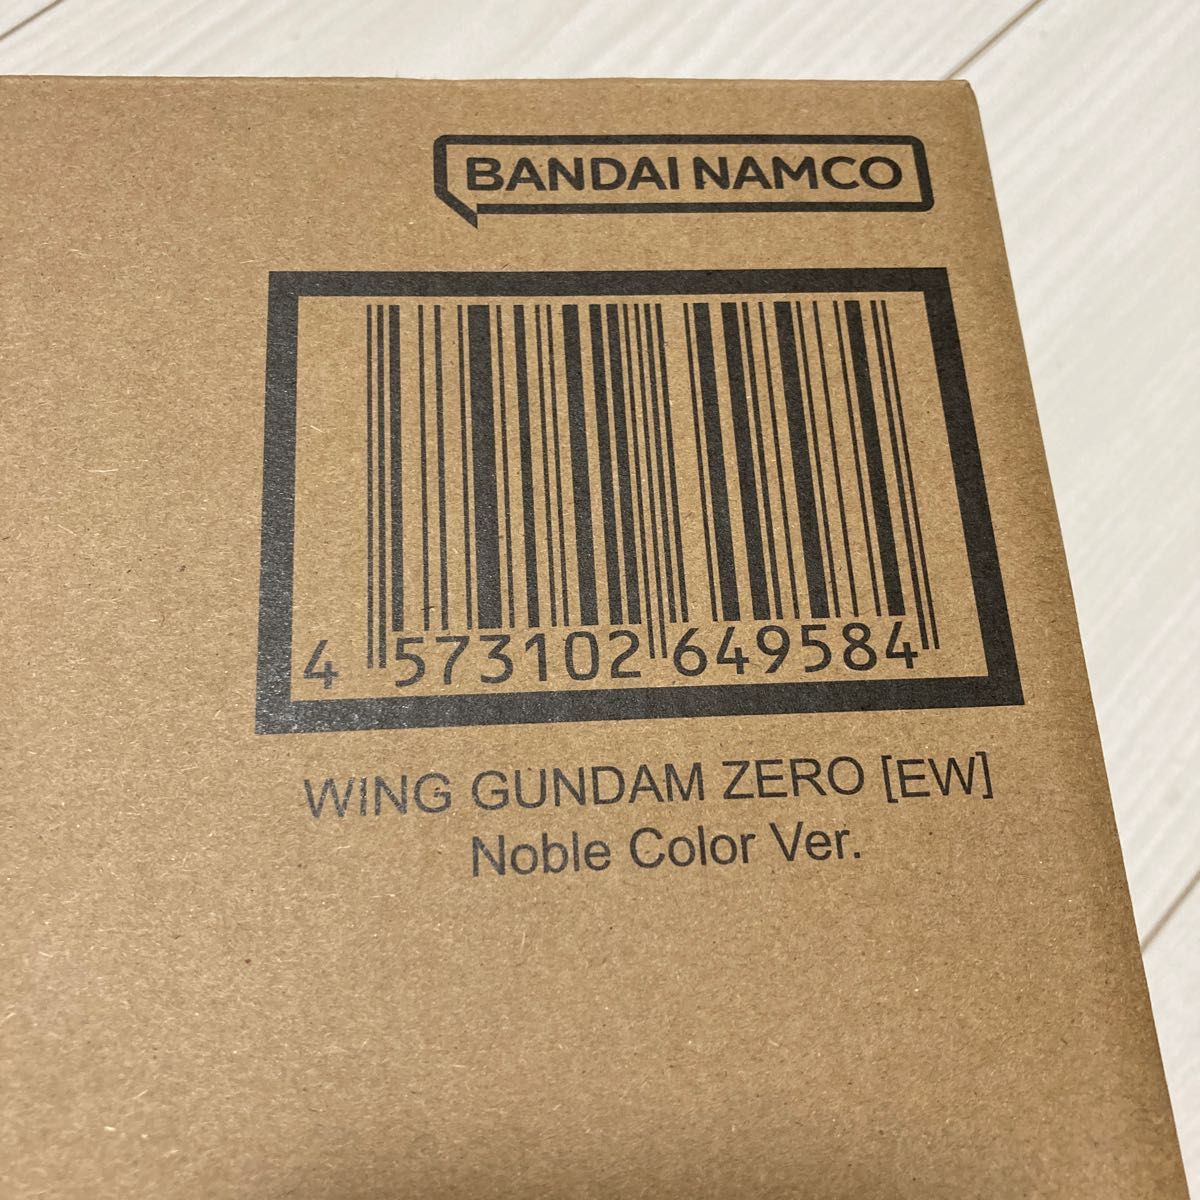 BANDAI NAMCO
4 573102 649584
WING GUNDAM ZERO [EW]
Noble Color Ver.